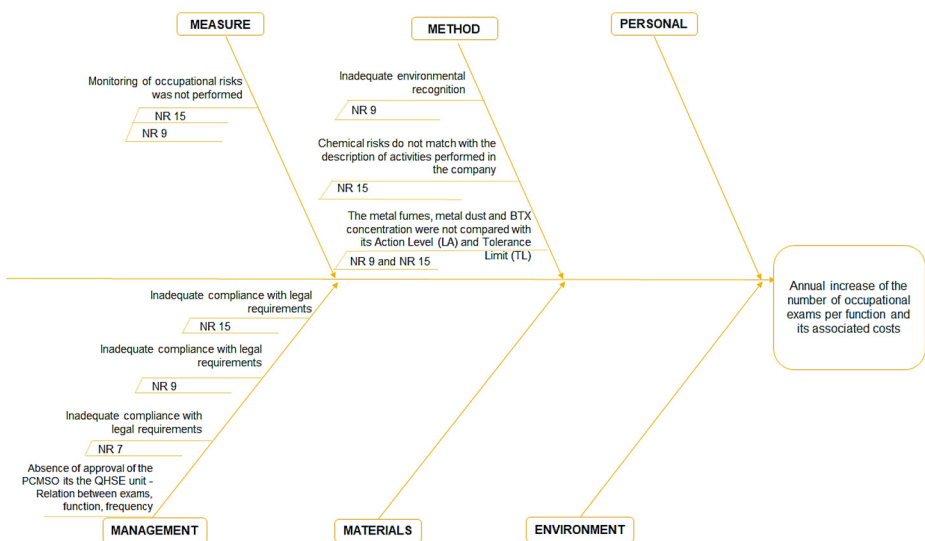 MEASURE
METHOD
PERSONAL
Monitoring of occupational risks
was not performed
NR 15
NR 9
Inadequate environmental
recognition
NR 9
Chemical risks do not match with the
description of activities performed in
the company
NR 15
The metal fumes, metal dust and BTX
concentration were not compared with
its Action Level (LA) and Tolerance
Limit (TL)
NR 9 and NR 15
Annual increase of the
number of occupational
exams per function and
its associated costs
Inadequate compliance with legal
requirements
NR 15
Inadequate compliance with legal
requirements
NR 9
Inadequate compliance with
legal requirements
NR 7
Absence of approval of the
PCMSO its the QHSE unit -
Relation between exams,
function, frequency
MANAGEMENT
MATERIALS
ENVIRONMENT